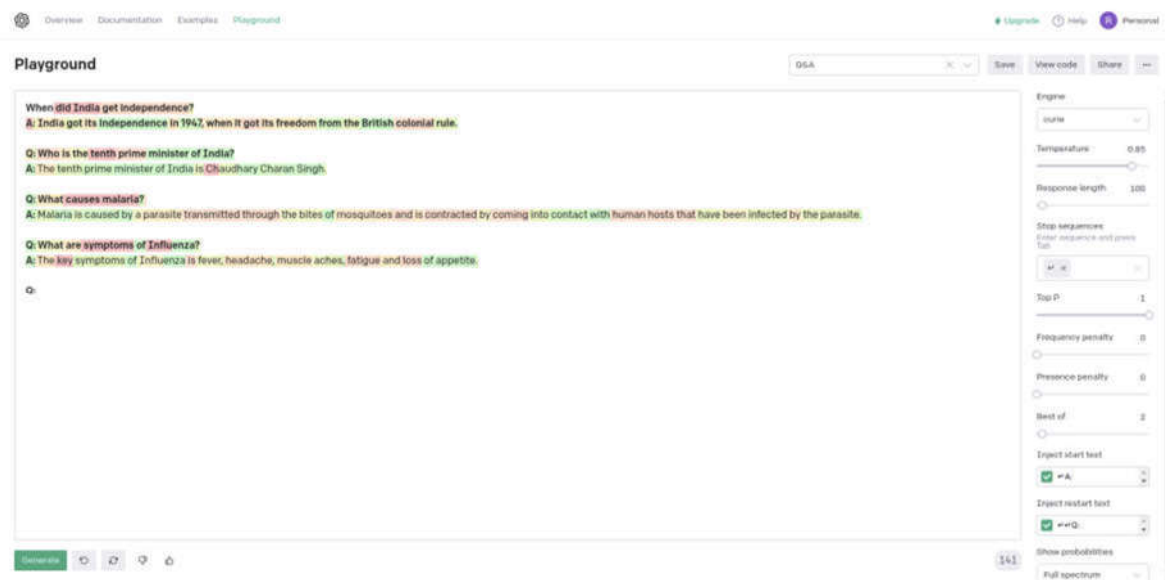 Overview Documentation Examples Playground
Upgrade Help R Personal
Playground
Q&A
Save View code Share ...
When did India get independence?
A: India got its Independence in 1947, when it got its freedom from the British colonial rule.
Q: Who is the tenth prime minister of India?
A: The tenth prime minister of India is Chaudhary Charan Singh.
Q: What causes malaria?
A: Malaria is caused by a parasite transmitted through the bites of mosquitoes and is contracted by coming into contact with human hosts that have been infected by the parasite.
Q: What are symptoms of Influenza?
A: The key symptoms of Influenza is fever, headache, muscle aches, fatigue and loss of appetite.
Q:
Engine
curie
Temperature 0.85
Response length 100
Stop sequences
Enter sequence and press
Tab
↵ ×
Top P 1
Frequency penalty 0
Presence penalty 0
Best of 2
Inject start text
↵A:
Inject restart text
↵↵Q:
Show probabilities
Full spectrum
Generate
141